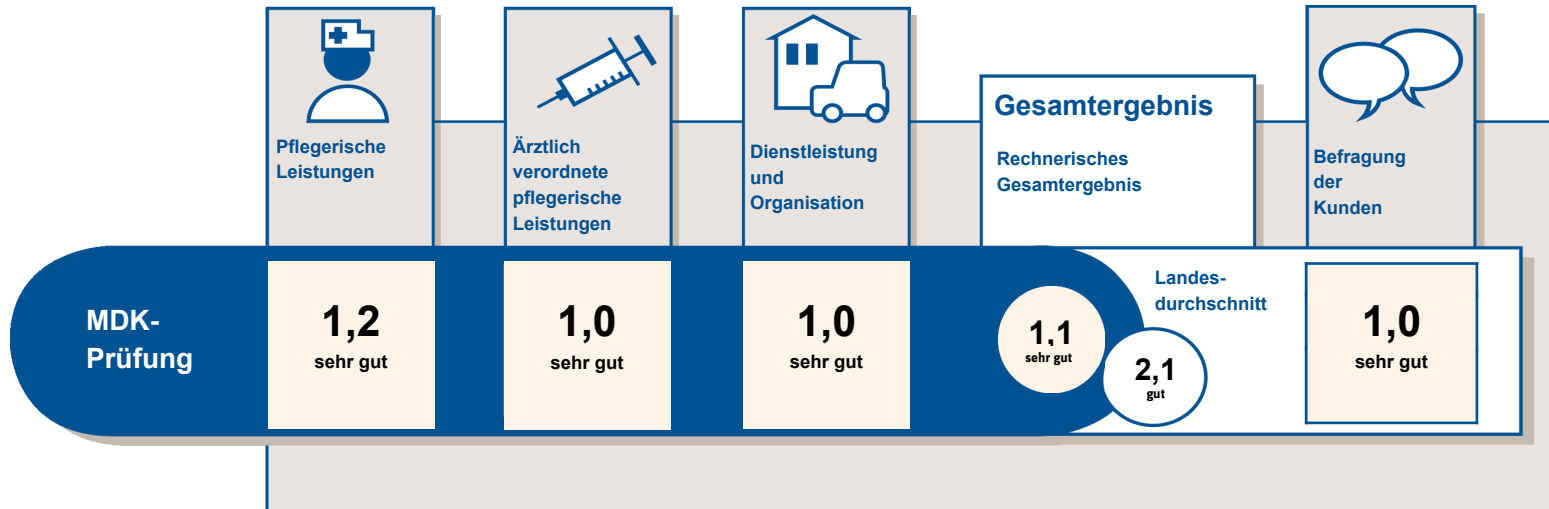 Pflegerische
Leistungen
Ärztlich
verordnete
pflegerische
Leistungen
Dienstleistung
und
Organisation
Gesamtergebnis
Rechnerisches
Gesamtergebnis
Befragung
der
Kunden
MDK-
Prüfung
1,2
sehr gut
1,0
sehr gut
1,0
sehr gut
1,1
sehr gut
Landes-
durchschnitt
2,1
gut
1,0
sehr gut